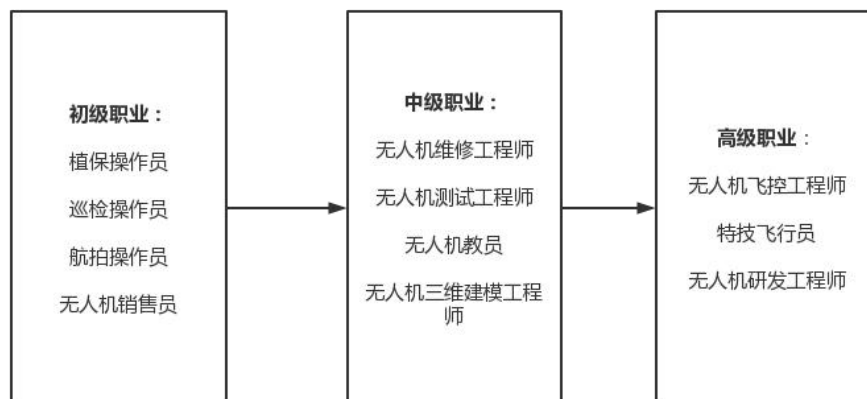 初级职业：
植保操作员
巡检操作员
航拍操作员
无人机销售员
中级职业：
无人机维修工程师
无人机测试工程师
无人机教员
无人机三维建模工程
师
高级职业：
无人机飞控工程师
特技飞行员
无人机研发工程师